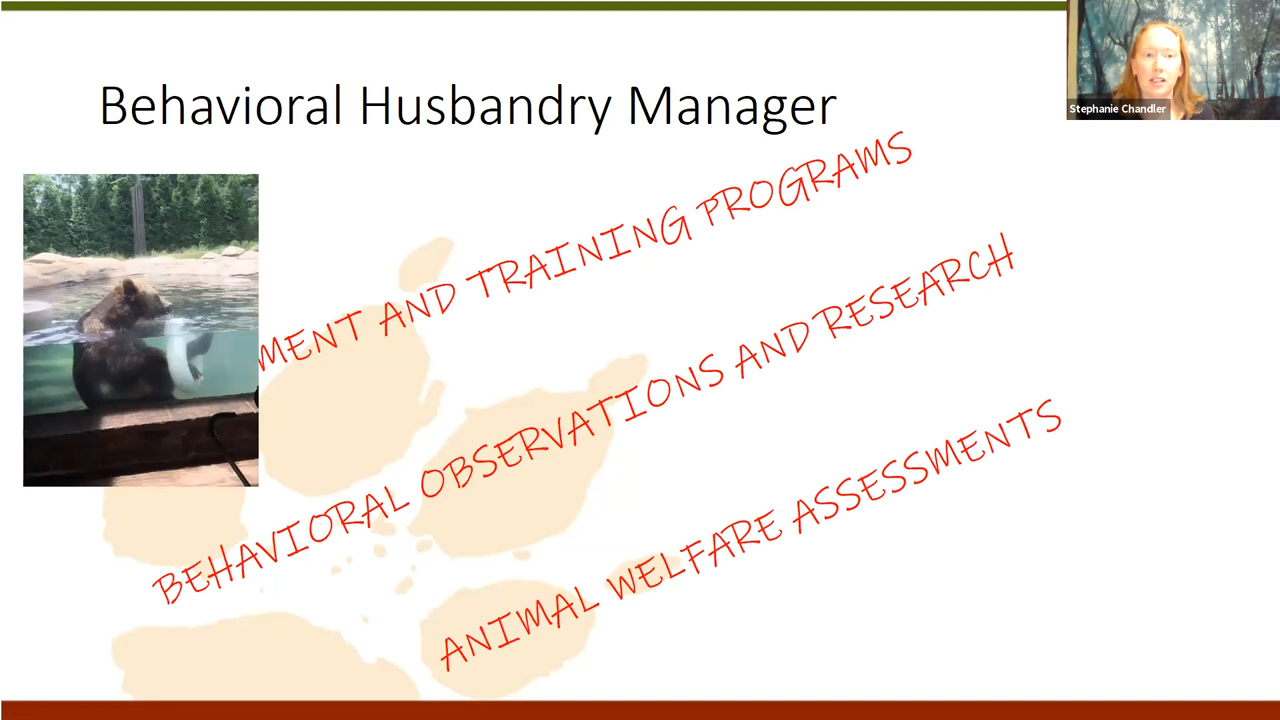 Behavioral Husbandry Manager
Stephanie Chandler
MENT AND TRAINING PROGRAMS
BEHAVIORAL OBSERVATIONS AND RESEARCH
ANIMAL WELFARE ASSESSMENTS